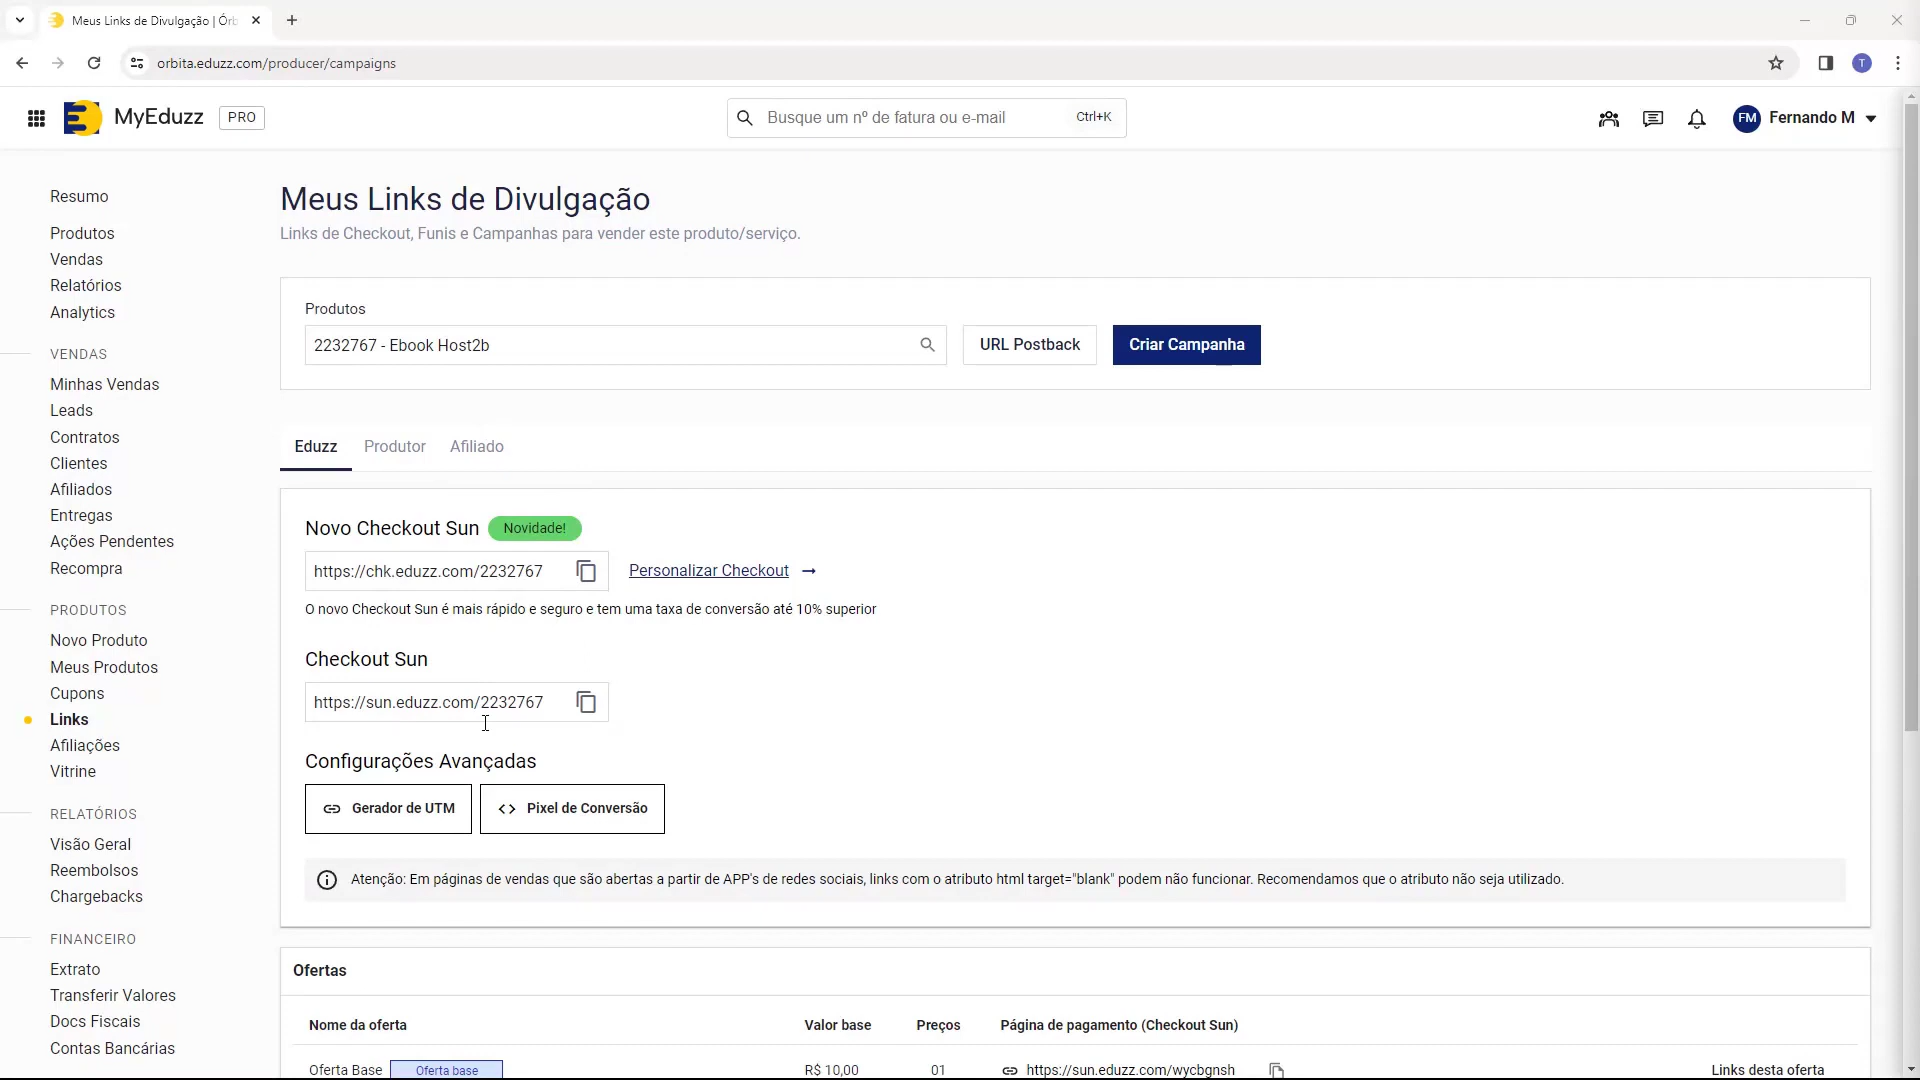 Meus Links de Divulgação | Órb
orbita.eduzz.com/producer/campaigns
T
MyEduzz PRO
Busque um nº de fatura ou e-mail Ctrl+K
FM Fernando M
Resumo
Produtos
Vendas
Relatórios
Analytics
VENDAS
Minhas Vendas
Leads
Contratos
Clientes
Afiliados
Entregas
Ações Pendentes
Recompra
PRODUTOS
Novo Produto
Meus Produtos
Cupons
Links
Afiliações
Vitrine
RELATÓRIOS
Visão Geral
Reembolsos
Chargebacks
FINANCEIRO
Extrato
Transferir Valores
Docs Fiscais
Contas Bancárias
Meus Links de Divulgação
Links de Checkout, Funis e Campanhas para vender este produto/serviço.
Produtos
2232767 - Ebook Host2b URL Postback Criar Campanha
Eduzz Produtor Afiliado
Novo Checkout Sun Novidade!
https://chk.eduzz.com/2232767 Personalizar Checkout →
O novo Checkout Sun é mais rápido e seguro e tem uma taxa de conversão até 10% superior
Checkout Sun
https://sun.eduzz.com/2232767
Configurações Avançadas
Gerador de UTM <> Pixel de Conversão
Atenção: Em páginas de vendas que são abertas a partir de APP's de redes sociais, links com o atributo html target="blank" podem não funcionar. Recomendamos que o atributo não seja utilizado.
Ofertas
Nome da oferta Valor base Preços Página de pagamento (Checkout Sun)
Oferta Base Oferta base R$ 10,00 01 https://sun.eduzz.com/wycbgnsh Links desta oferta